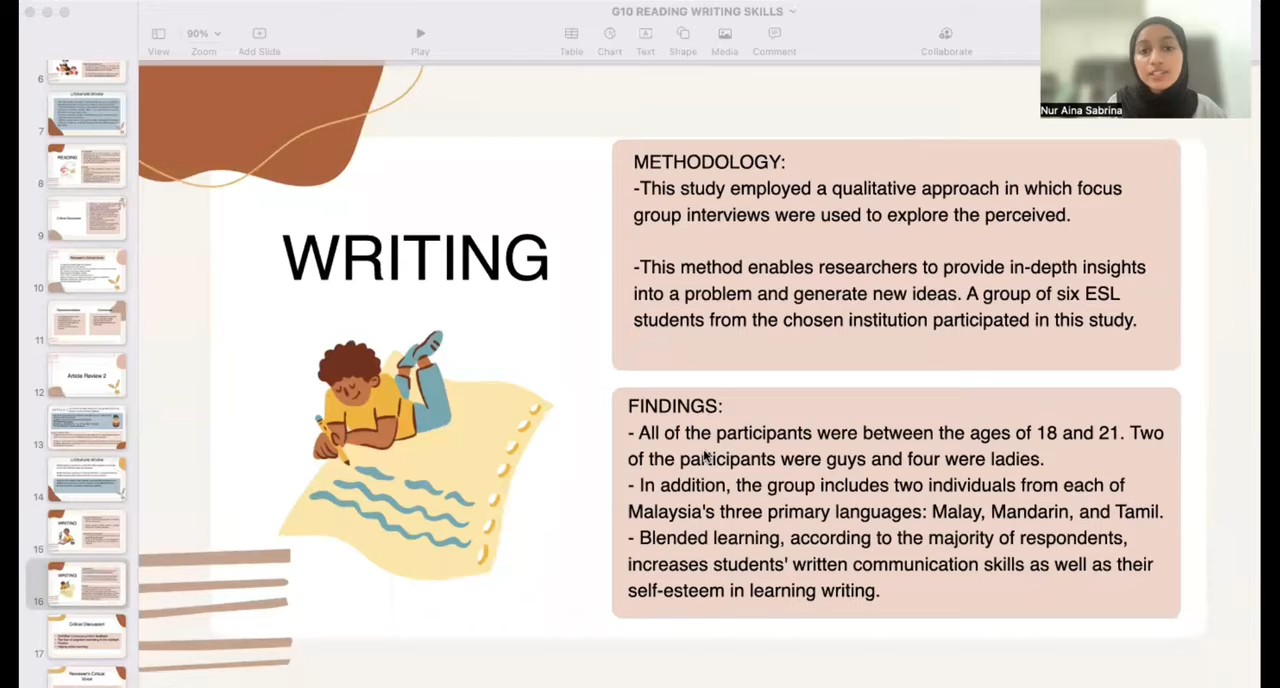 G10 READING WRITING SKILLS
90%
View
Zoom
Add Slide
Play
Table
Chart
Text
Shape
Media
Comment
Collaborate
Nur Aina Sabrina
6
7
Literature Review
8
READING
9
Critical Discussion
10
11
12
Article Review 2
13
14
Literature Review
15
WRITING
16
WRITING
17
Critical Discussion
WRITING
METHODOLOGY:
-This study employed a qualitative approach in which focus
group interviews were used to explore the perceived.
-This method enables researchers to provide in-depth insights
into a problem and generate new ideas. A group of six ESL
students from the chosen institution participated in this study.
FINDINGS:
- All of the participants were between the ages of 18 and 21. Two
of the participants were guys and four were ladies.
- In addition, the group includes two individuals from each of
Malaysia's three primary languages: Malay, Mandarin, and Tamil.
- Blended learning, according to the majority of respondents,
increases students' written communication skills as well as their
self-esteem in learning writing.